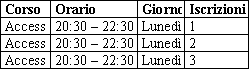 Corso Orario Giorno Iscrizioni
Access 20:30 – 22:30 Lunedì 1
Access 20:30 – 22:30 Lunedì 2
Access 20:30 – 22:30 Lunedì 3